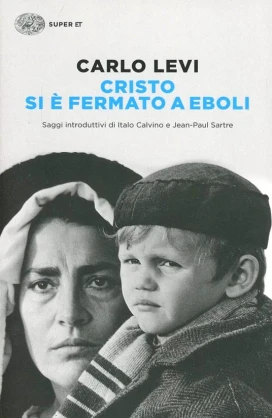 SUPER ET
CARLO LEVI
CRISTO
SI È FERMATO A EBOLI
Saggi introduttivi di Italo Calvino e Jean-Paul Sartre